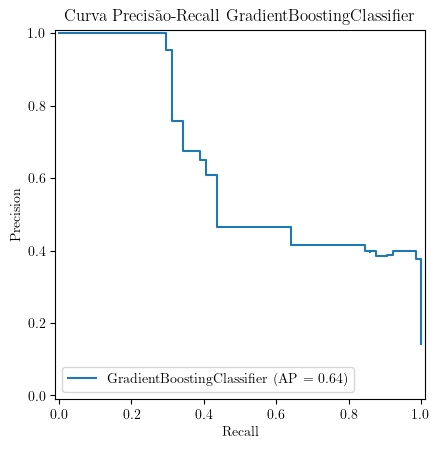 Curva Precisão-Recall GradientBoostingClassifier
1.0
0.8
0.6
0.4
0.2
0.0
Precision
GradientBoostingClassifier (AP = 0.64)
0.0 0.2 0.4 0.6 0.8 1.0
Recall